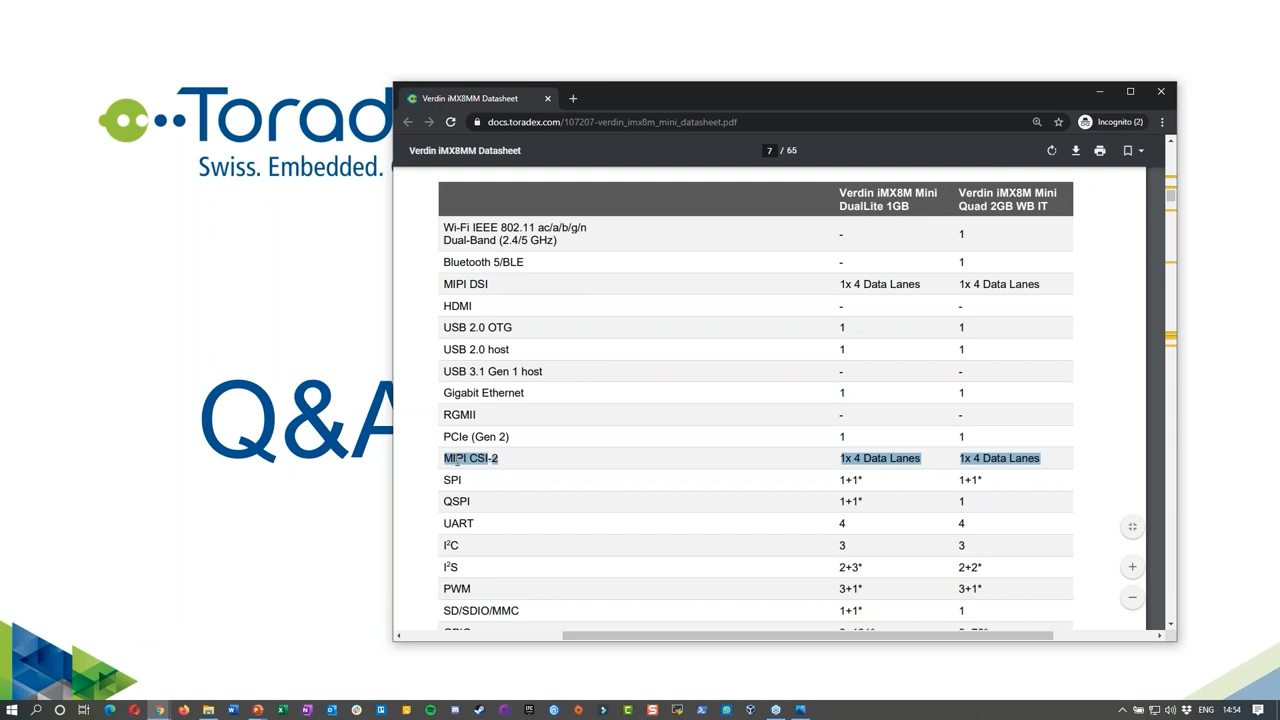 Toradex
Swiss. Embedded.
Q&A
Verdin iMX8MM Datasheet
docs.toradex.com/107207-verdin_imx8m_mini_datasheet.pdf
Incognito (2)
Verdin iMX8MM Datasheet
7 / 65
Verdin iMX8M Mini DualLite 1GB
Verdin iMX8M Mini Quad 2GB WB IT
Wi-Fi IEEE 802.11 ac/a/b/g/n
Dual-Band (2.4/5 GHz) - 1
Bluetooth 5/BLE - 1
MIPI DSI 1x 4 Data Lanes 1x 4 Data Lanes
HDMI - -
USB 2.0 OTG 1 1
USB 2.0 host 1 1
USB 3.1 Gen 1 host - -
Gigabit Ethernet 1 1
RGMII - -
PCIe (Gen 2) 1 1
MIPI CSI-2 1x 4 Data Lanes 1x 4 Data Lanes
SPI 1+1* 1+1*
QSPI 1+1* 1
UART 4 4
I²C 3 3
I²S 2+3* 2+2*
PWM 3+1* 3+1*
SD/SDIO/MMC 1+1* 1
ENG
14:54